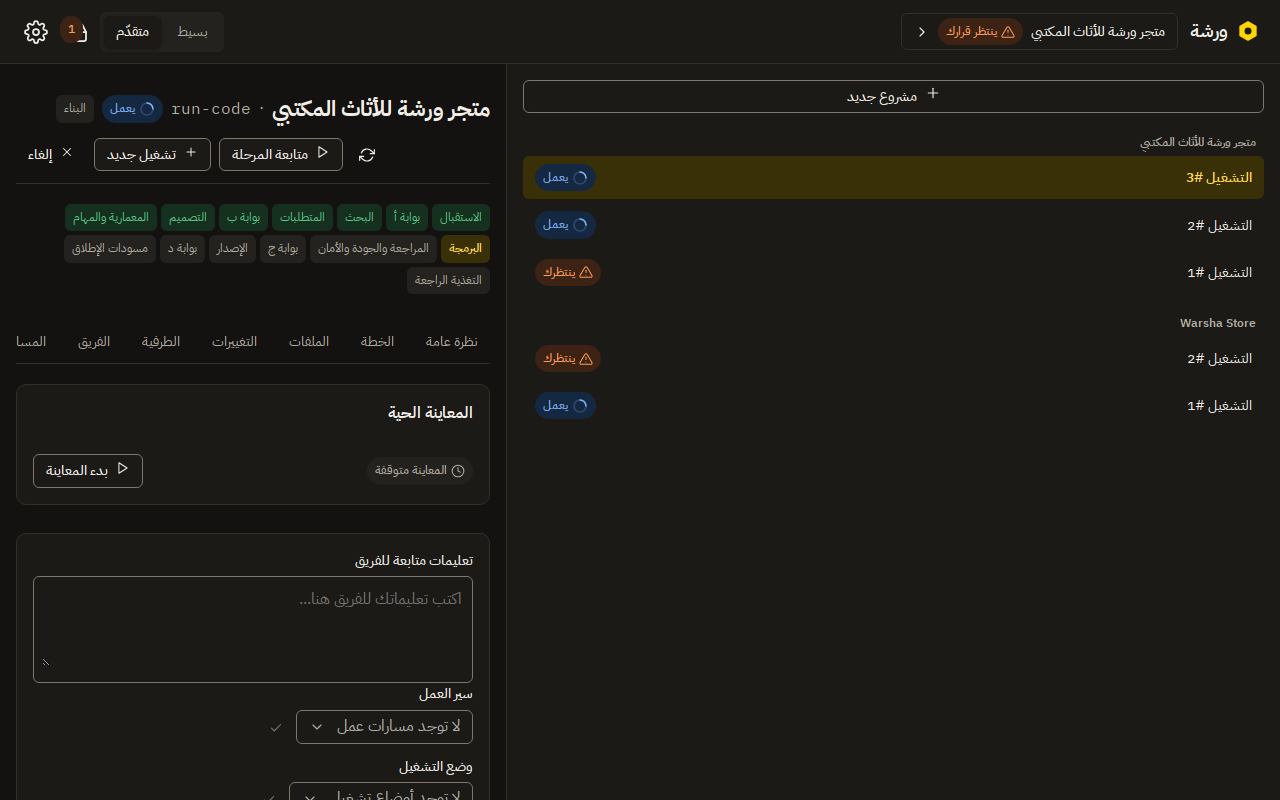 ورشة
متجر ورشة للأثاث المكتبي
ينتظر قرارك
بسيط
متقدّم
1
مشروع جديد
متجر ورشة للأثاث المكتبي
التشغيل #3
يعمل
التشغيل #2
يعمل
التشغيل #1
ينتظرك
Warsha Store
التشغيل #2
ينتظرك
التشغيل #1
يعمل
متجر ورشة للأثاث المكتبي · run-code
يعمل
البناء
متابعة المرحلة
تشغيل جديد
إلغاء
الاستقبال بوابة أ البحث المتطلبات بوابة ب التصميم المعمارية والمهام
البرمجة المراجعة والجودة والأمان بوابة ج الإصدار بوابة د مسودات الإطلاق
التغذية الراجعة
نظرة عامة الخطة الملفات التغييرات الطرفية الفريق المسا
المعاينة الحية
المعاينة متوقفة
بدء المعاينة
تعليمات متابعة للفريق
اكتب تعليماتك للفريق هنا...
سير العمل
لا توجد مسارات عمل
وضع التشغيل
لا توجد أوضاع تشغيل